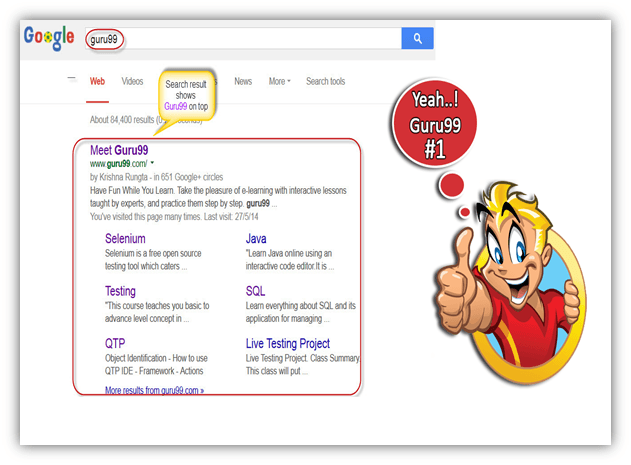 Google
guru99
Web Videos News More Search tools
Search result
shows
Guru99 on top
About 84,400 results
Meet Guru99
www.guru99.com/
by Krishna Rungta - in 651 Google+ circles
Have Fun While You Learn. Take the pleasure of e-learning with interactive lessons
taught by experts, and practice them step by step. guru99 ...
You've visited this page many times. Last visit: 27/5/14
Selenium
Selenium is a free open source
testing tool which caters ...
Java
"Learn Java online using an
interactive code editor.It is ...
Testing
"This course teaches you basic to
advance level concept in ...
SQL
Learn everything about SQL and its
application for managing ...
QTP
Object Identification - How to use
QTP IDE - Framework - Actions
Live Testing Project
Live Testing Project. Class Summary
This class will put ...
More results from guru99.com »
Yeah..!
Guru99
#1